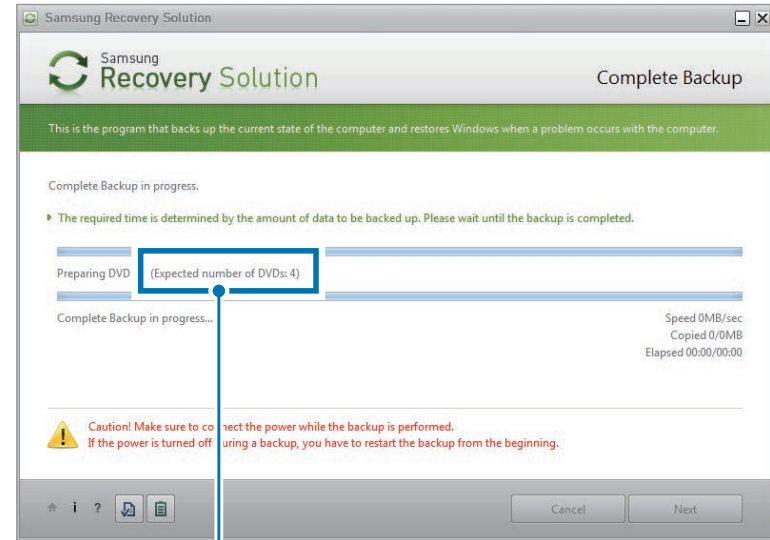 Samsung Recovery Solution
Samsung
Recovery Solution
Complete Backup
This is the program that backs up the current state of the computer and restores Windows when a problem occurs with the computer.
Complete Backup in progress.
The required time is determined by the amount of data to be backed up. Please wait until the backup is completed.
Preparing DVD (Expected number of DVDs: 4)
Complete Backup in progress...
Speed 0MB/sec
Copied 0/0MB
Elapsed 00:00/00:00
Caution! Make sure to connect the power while the backup is performed.
If the power is turned off during a backup, you have to restart the backup from the beginning.
i ?
Cancel Next